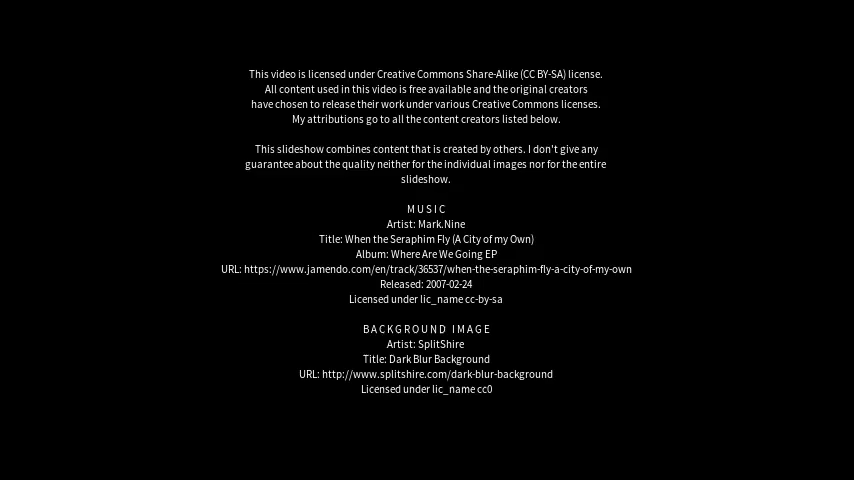 This video is licensed under Creative Commons Share-Alike (CC BY-SA) license.
All content used in this video is free available and the original creators
have chosen to release their work under various Creative Commons licenses.
My attributions go to all the content creators listed below.
This slideshow combines content that is created by others. I don't give any
guarantee about the quality neither for the individual images nor for the entire
slideshow.
MUSIC
Artist: Mark.Nine
Title: When the Seraphim Fly (A City of my Own)
Album: Where Are We Going EP
URL: https://www.jamendo.com/en/track/36537/when-the-seraphim-fly-a-city-of-my-own
Released: 2007-02-24
Licensed under lic_name cc-by-sa
BACKGROUND IMAGE
Artist: SplitShire
Title: Dark Blur Background
URL: http://www.splitshire.com/dark-blur-background
Licensed under lic_name cc0